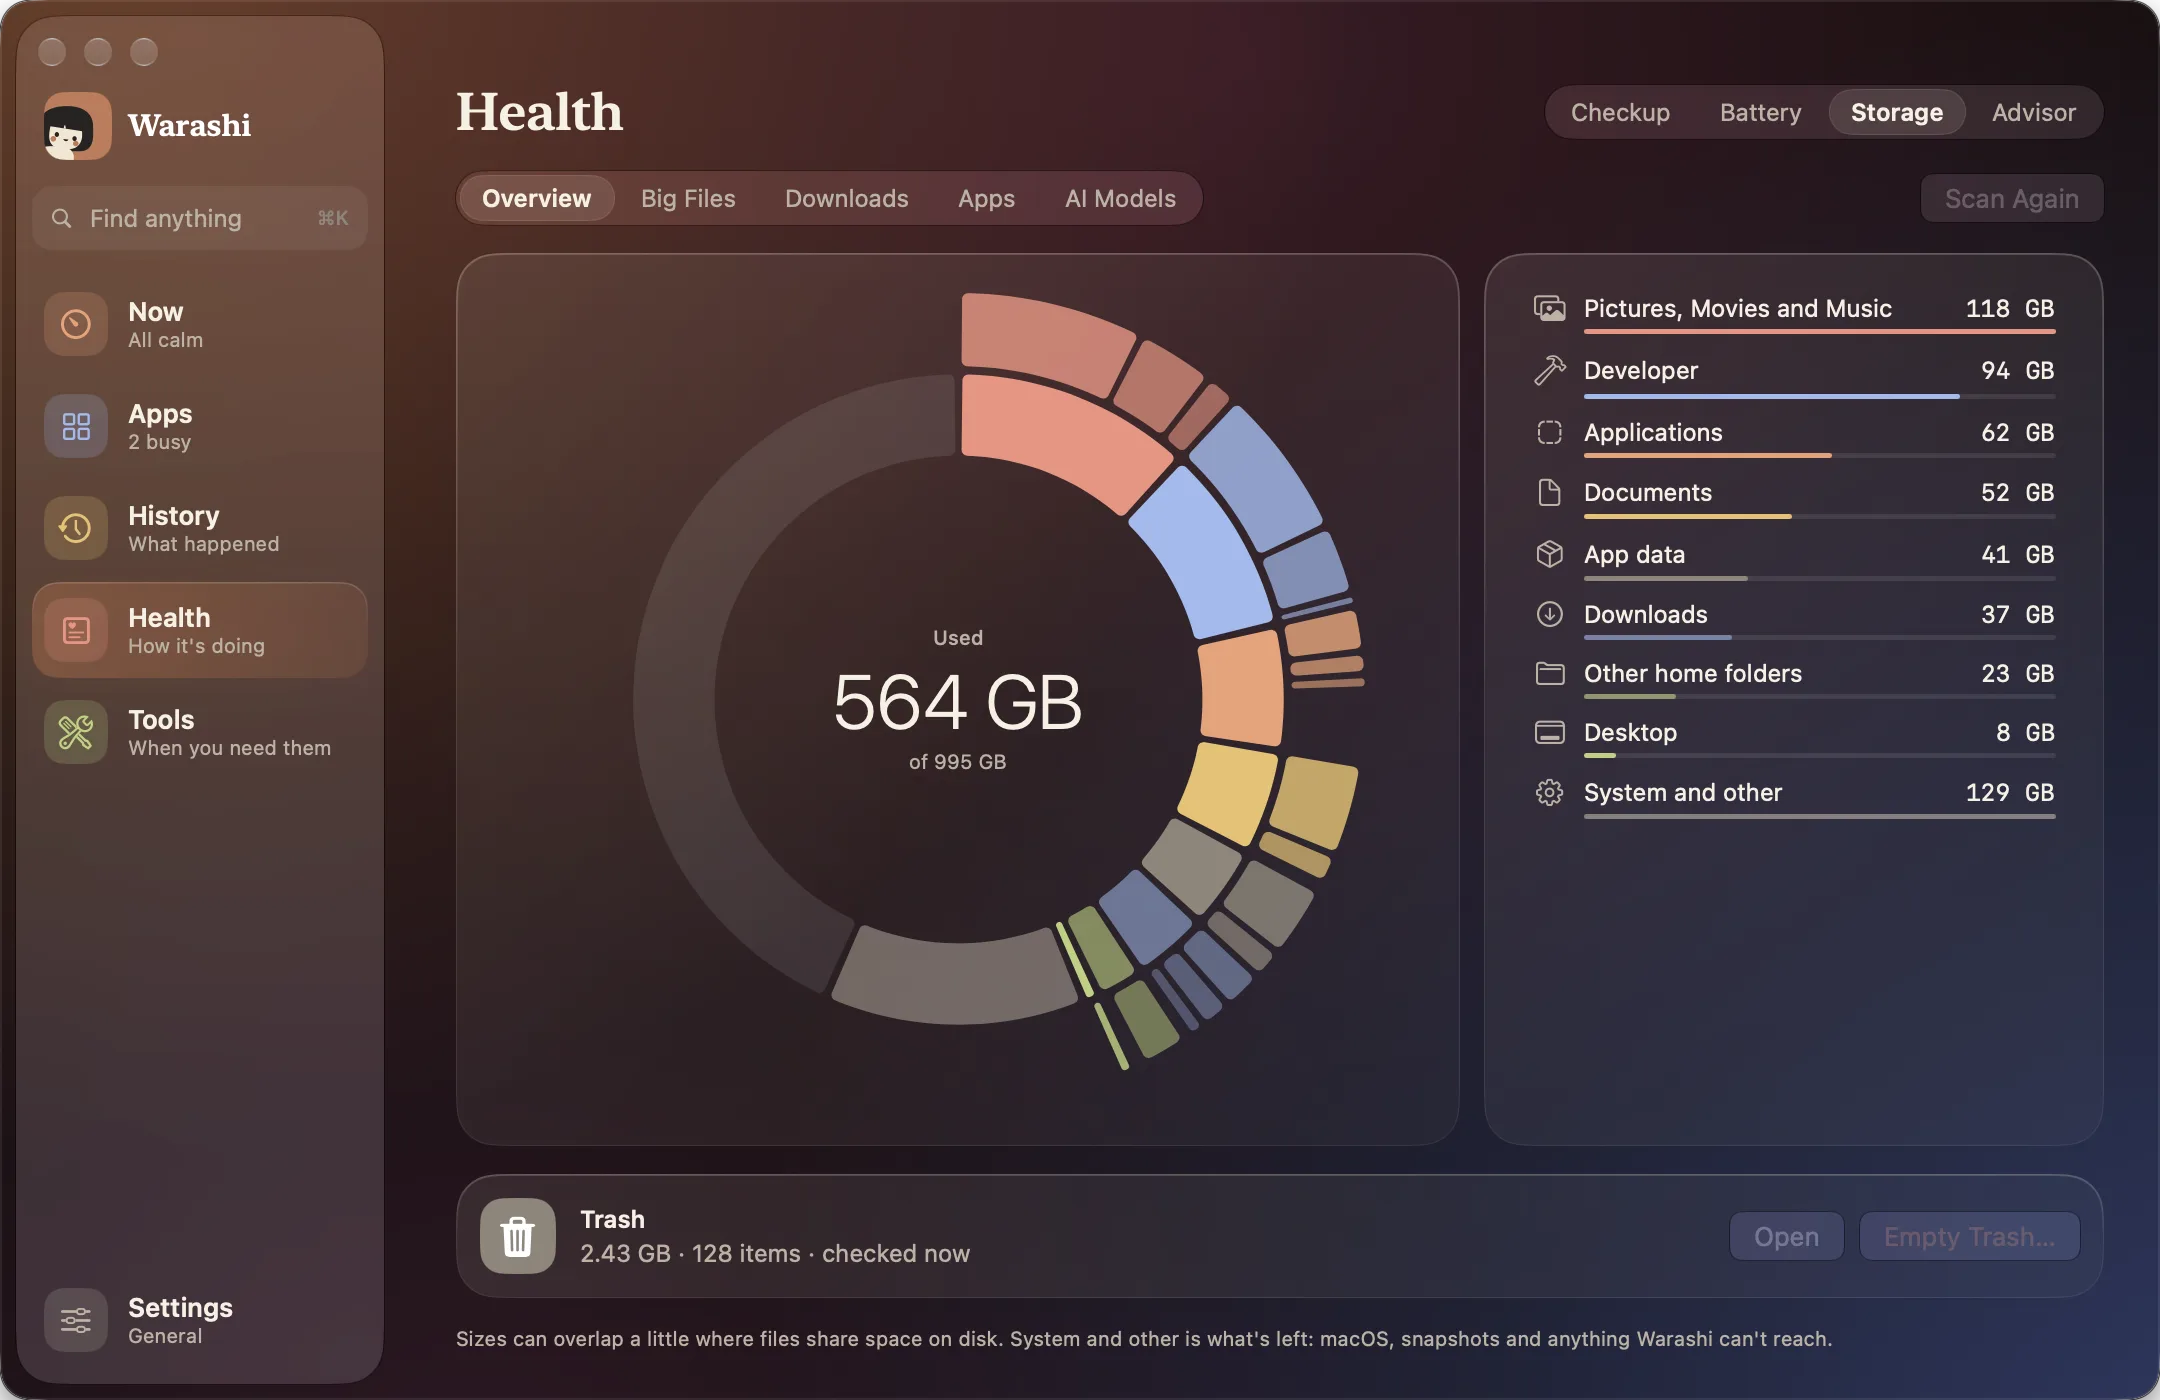 Warashi
Find anything ⌘K
Now
All calm
Apps
2 busy
History
What happened
Health
How it's doing
Tools
When you need them
Settings
General
Health
Checkup Battery Storage Advisor
Overview Big Files Downloads Apps AI Models
Scan Again
Used
564 GB
of 995 GB
Pictures, Movies and Music 118 GB
Developer 94 GB
Applications 62 GB
Documents 52 GB
App data 41 GB
Downloads 37 GB
Other home folders 23 GB
Desktop 8 GB
System and other 129 GB
Trash
2.43 GB · 128 items · checked now
Open Empty Trash...
Sizes can overlap a little where files share space on disk. System and other is what's left: macOS, snapshots and anything Warashi can't reach.